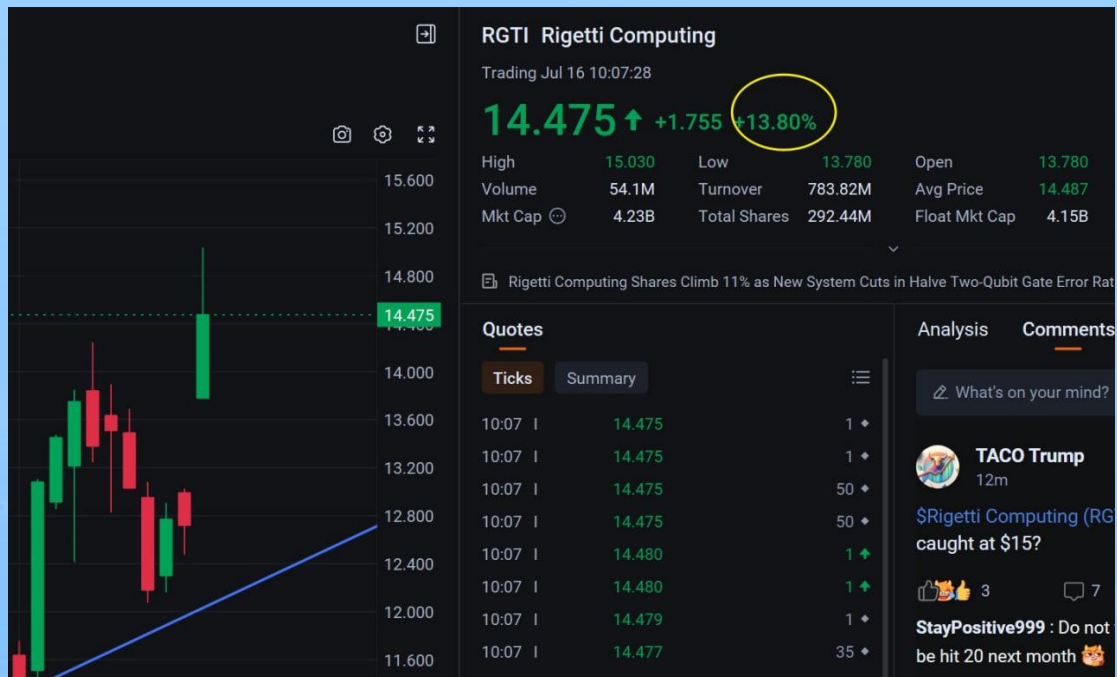 RGTI Rigetti Computing
Trading Jul 16 10:07:28
14.475 +1.755 +13.80%
High 15.030 Low 13.780 Open 13.780
Volume 54.1M Turnover 783.82M Avg Price 14.487
Mkt Cap 4.23B Total Shares 292.44M Float Mkt Cap 4.15B
Rigetti Computing Shares Climb 11% as New System Cuts in Halve Two-Qubit Gate Error Rat
15.600
15.200
14.800
14.475
14.000
13.600
13.200
12.800
12.400
12.000
11.600
Quotes
Ticks Summary
10:07 I 14.475 1
10:07 I 14.475 1
10:07 I 14.475 50
10:07 I 14.475 50
10:07 I 14.480 1
10:07 I 14.480 1
10:07 I 14.479 1
10:07 I 14.477 35
Analysis Comments
What's on your mind?
TACO Trump
12m
$Rigetti Computing (RG
caught at $15?
3 7
StayPositive999 : Do not
be hit 20 next month